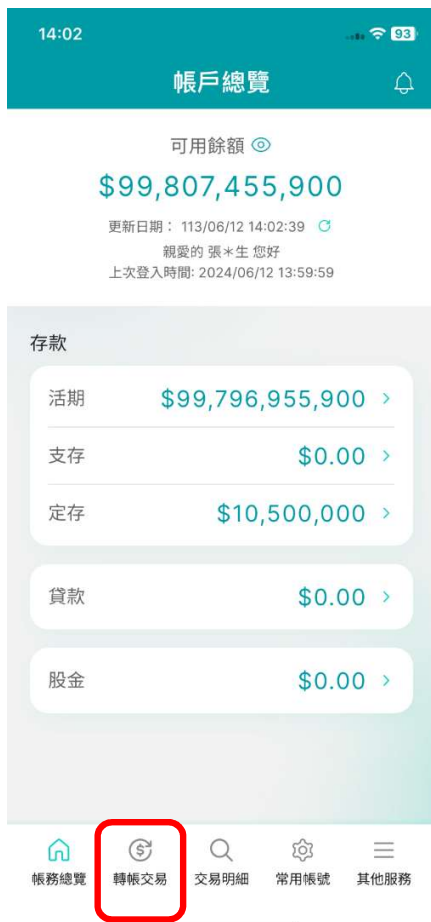 14:02 93
帳戶總覽
可用餘額
$99,807,455,900
更新日期： 113/06/12 14:02:39
親愛的 張＊生 您好
上次登入時間: 2024/06/12 13:59:59
存款
活期 $99,796,955,900
支存 $0.00
定存 $10,500,000
貸款 $0.00
股金 $0.00
帳務總覽 轉帳交易 交易明細 常用帳號 其他服務